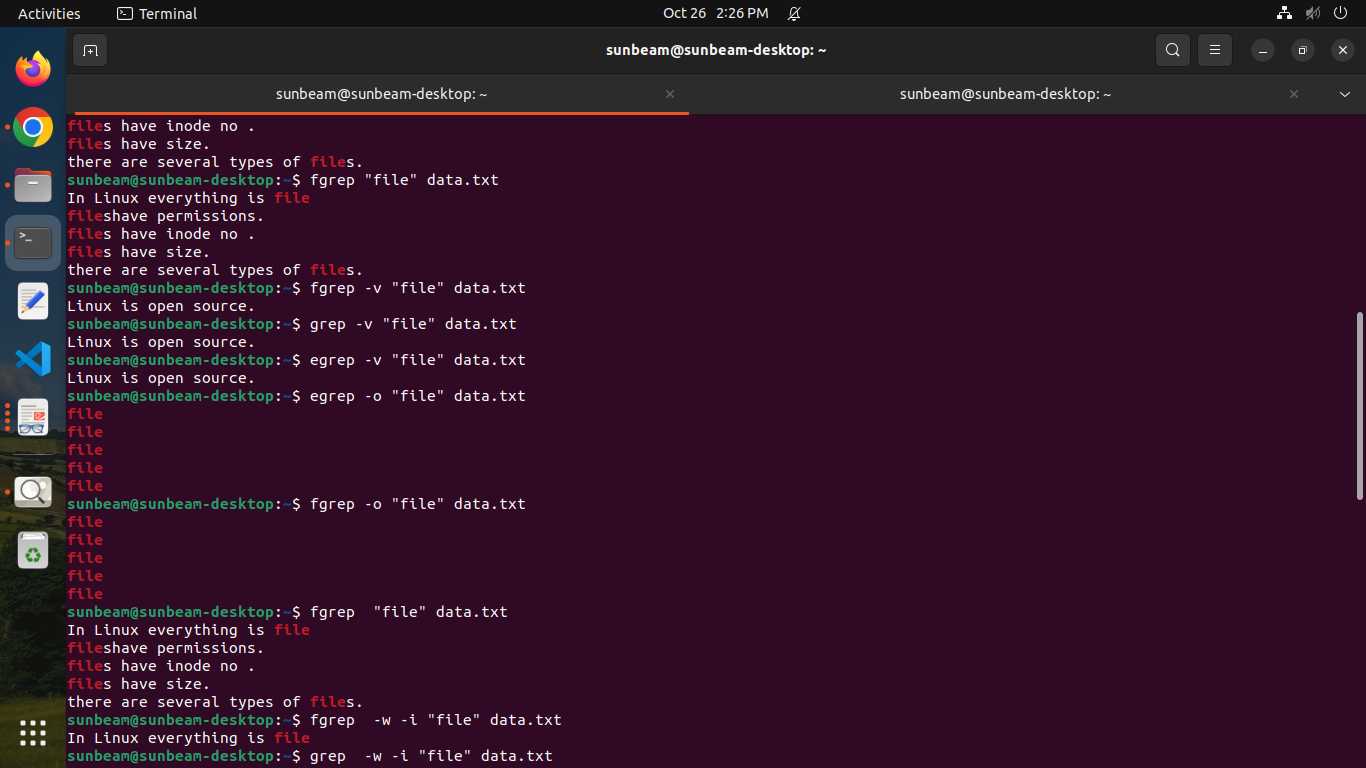 Activities
Terminal
Oct 26 2:26 PM
sunbeam@sunbeam-desktop: ~
sunbeam@sunbeam-desktop: ~
sunbeam@sunbeam-desktop: ~
files have inode no .
files have size.
there are several types of files.
sunbeam@sunbeam-desktop:~$ fgrep "file" data.txt
In Linux everything is file
fileshave permissions.
files have inode no .
files have size.
there are several types of files.
sunbeam@sunbeam-desktop:~$ fgrep -v "file" data.txt
Linux is open source.
sunbeam@sunbeam-desktop:~$ grep -v "file" data.txt
Linux is open source.
sunbeam@sunbeam-desktop:~$ egrep -v "file" data.txt
Linux is open source.
sunbeam@sunbeam-desktop:~$ egrep -o "file" data.txt
file
file
file
file
file
sunbeam@sunbeam-desktop:~$ fgrep -o "file" data.txt
file
file
file
file
file
sunbeam@sunbeam-desktop:~$ fgrep  "file" data.txt
In Linux everything is file
fileshave permissions.
files have inode no .
files have size.
there are several types of files.
sunbeam@sunbeam-desktop:~$ fgrep  -w -i "file" data.txt
In Linux everything is file
sunbeam@sunbeam-desktop:~$ grep  -w -i "file" data.txt